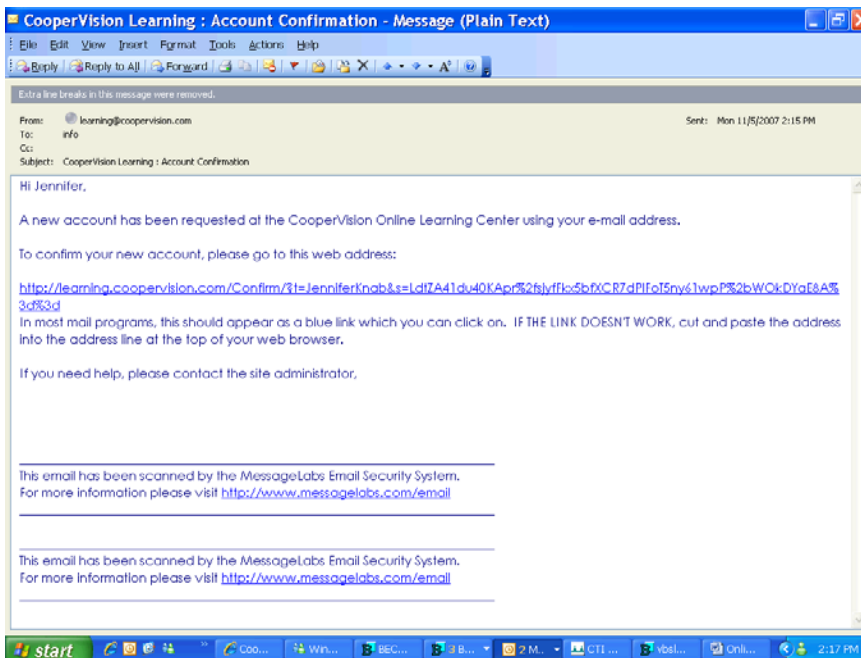 CooperVision Learning : Account Confirmation - Message (Plain Text)
File Edit View Insert Format Tools Actions Help
Reply Reply to All Forward
Extra line breaks in this message were removed.
From: learning@coopervision.com Sent: Mon 11/5/2007 2:15 PM
To: info
Cc:
Subject: CooperVision Learning : Account Confirmation
Hi Jennifer,
A new account has been requested at the CooperVision Online Learning Center using your e-mail address.
To confirm your new account, please go to this web address:
http://learning.coopervision.com/Confirm/?t=JenniferKnab&s=
In most mail programs, this should appear as a blue link which you can click on. IF THE LINK DOESN'T WORK, cut and paste the address
into the address line at the top of your web browser.
If you need help, please contact the site administrator,
This email has been scanned by the MessageLabs Email Security System.
For more information please visit http://www.messagelabs.com/email
This email has been scanned by the MessageLabs Email Security System.
For more information please visit http://www.messagelabs.com/email
start Coo... Win... BEC... 3 B... 2 M... CTI ... vbsl... Onli... 2:17 PM